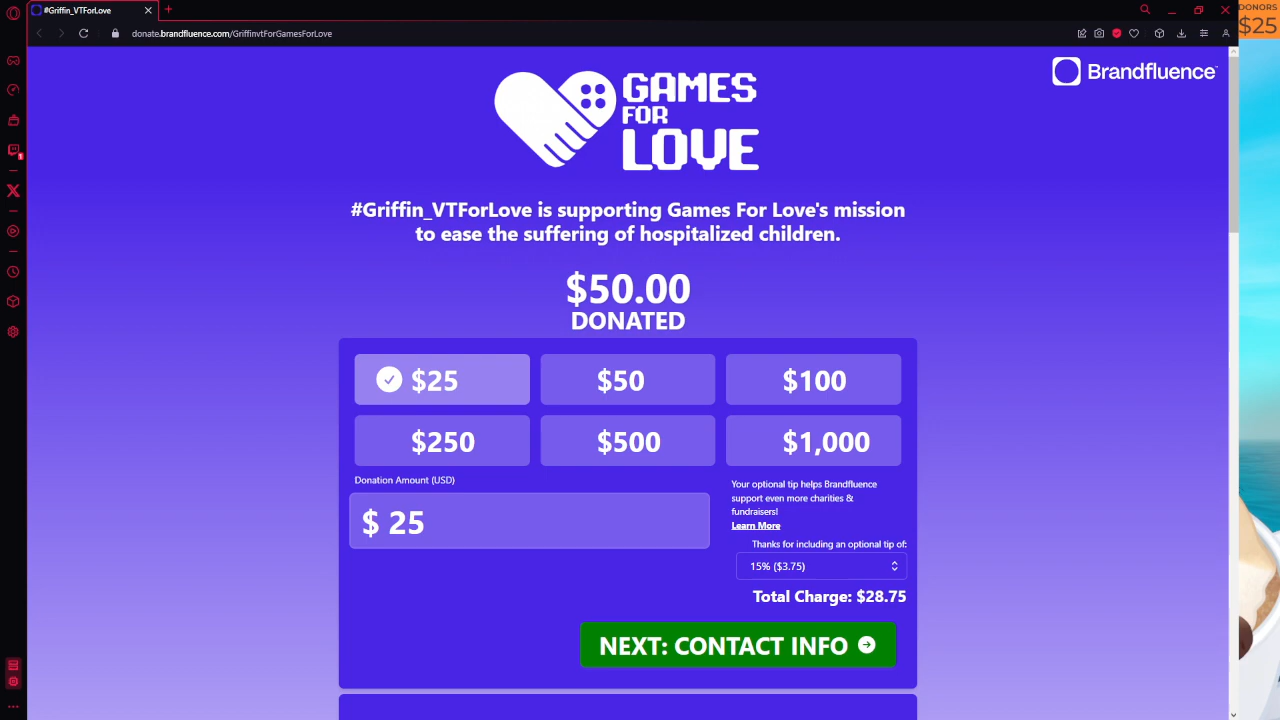 #Griffin_VTForLove
DONORS
$25
donate.brandfluence.com/GriffinvtForGamesForLove
Brandfluence
GAMES
FOR
LOVE
#Griffin_VTForLove is supporting Games For Love's mission
to ease the suffering of hospitalized children.
$50.00
DONATED
$25
$50
$100
$250
$500
$1,000
Donation Amount (USD)
$ 25
Your optional tip helps Brandfluence
support even more charities &
fundraisers!
Learn More
Thanks for including an optional tip of:
15% ($3.75)
Total Charge: $28.75
NEXT: CONTACT INFO